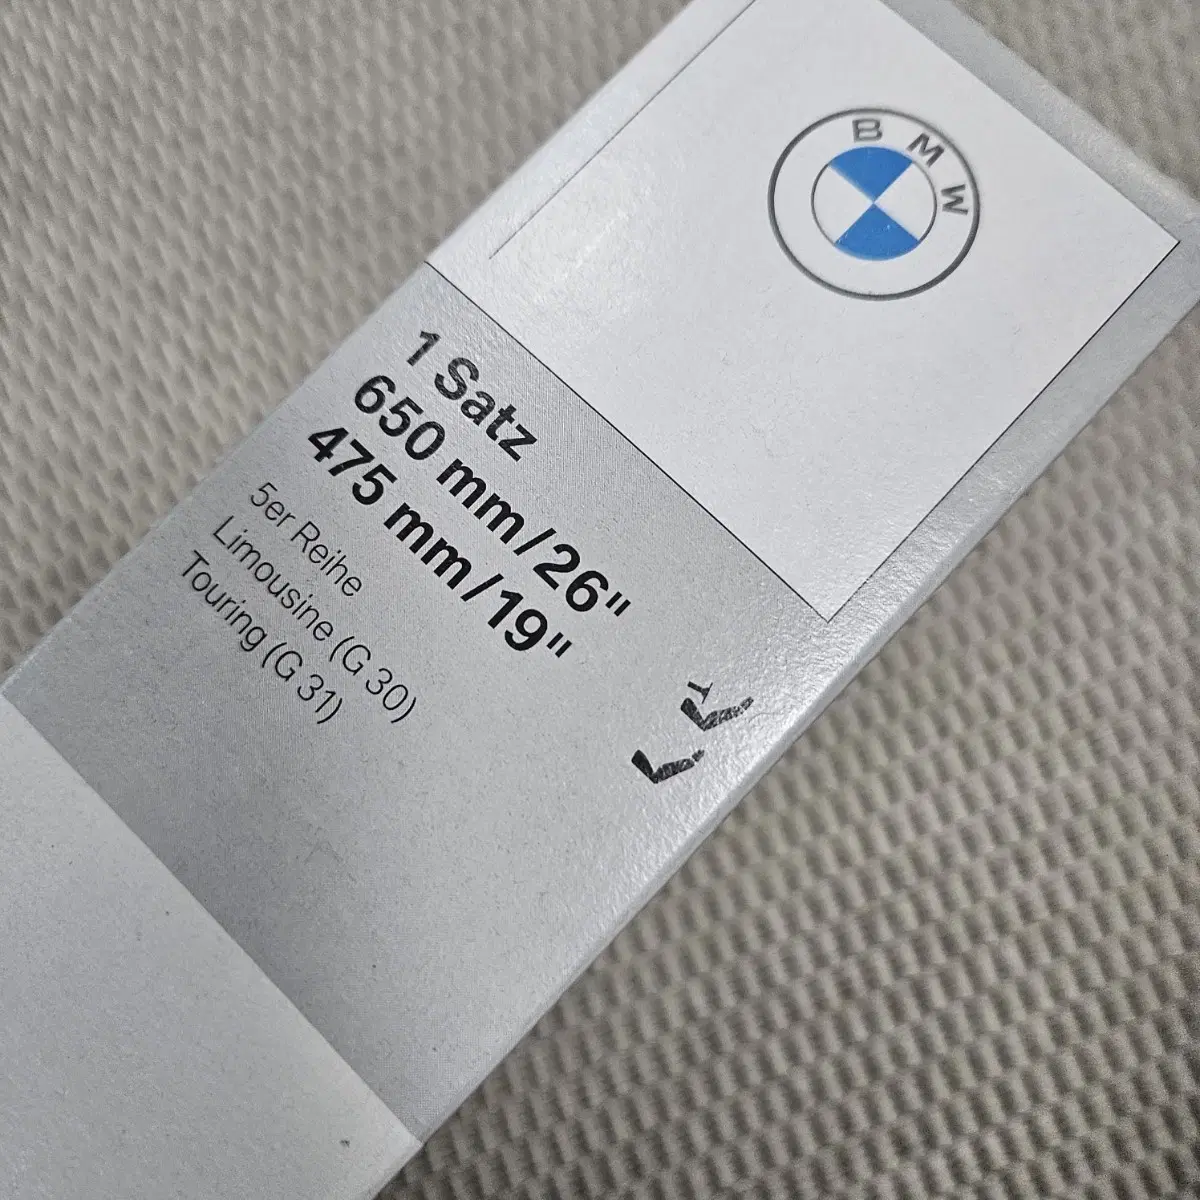 BMW
1 Satz
650 mm/26"
475 mm/19"
5er Reihe
Limousine (G 30)
Touring (G 31)